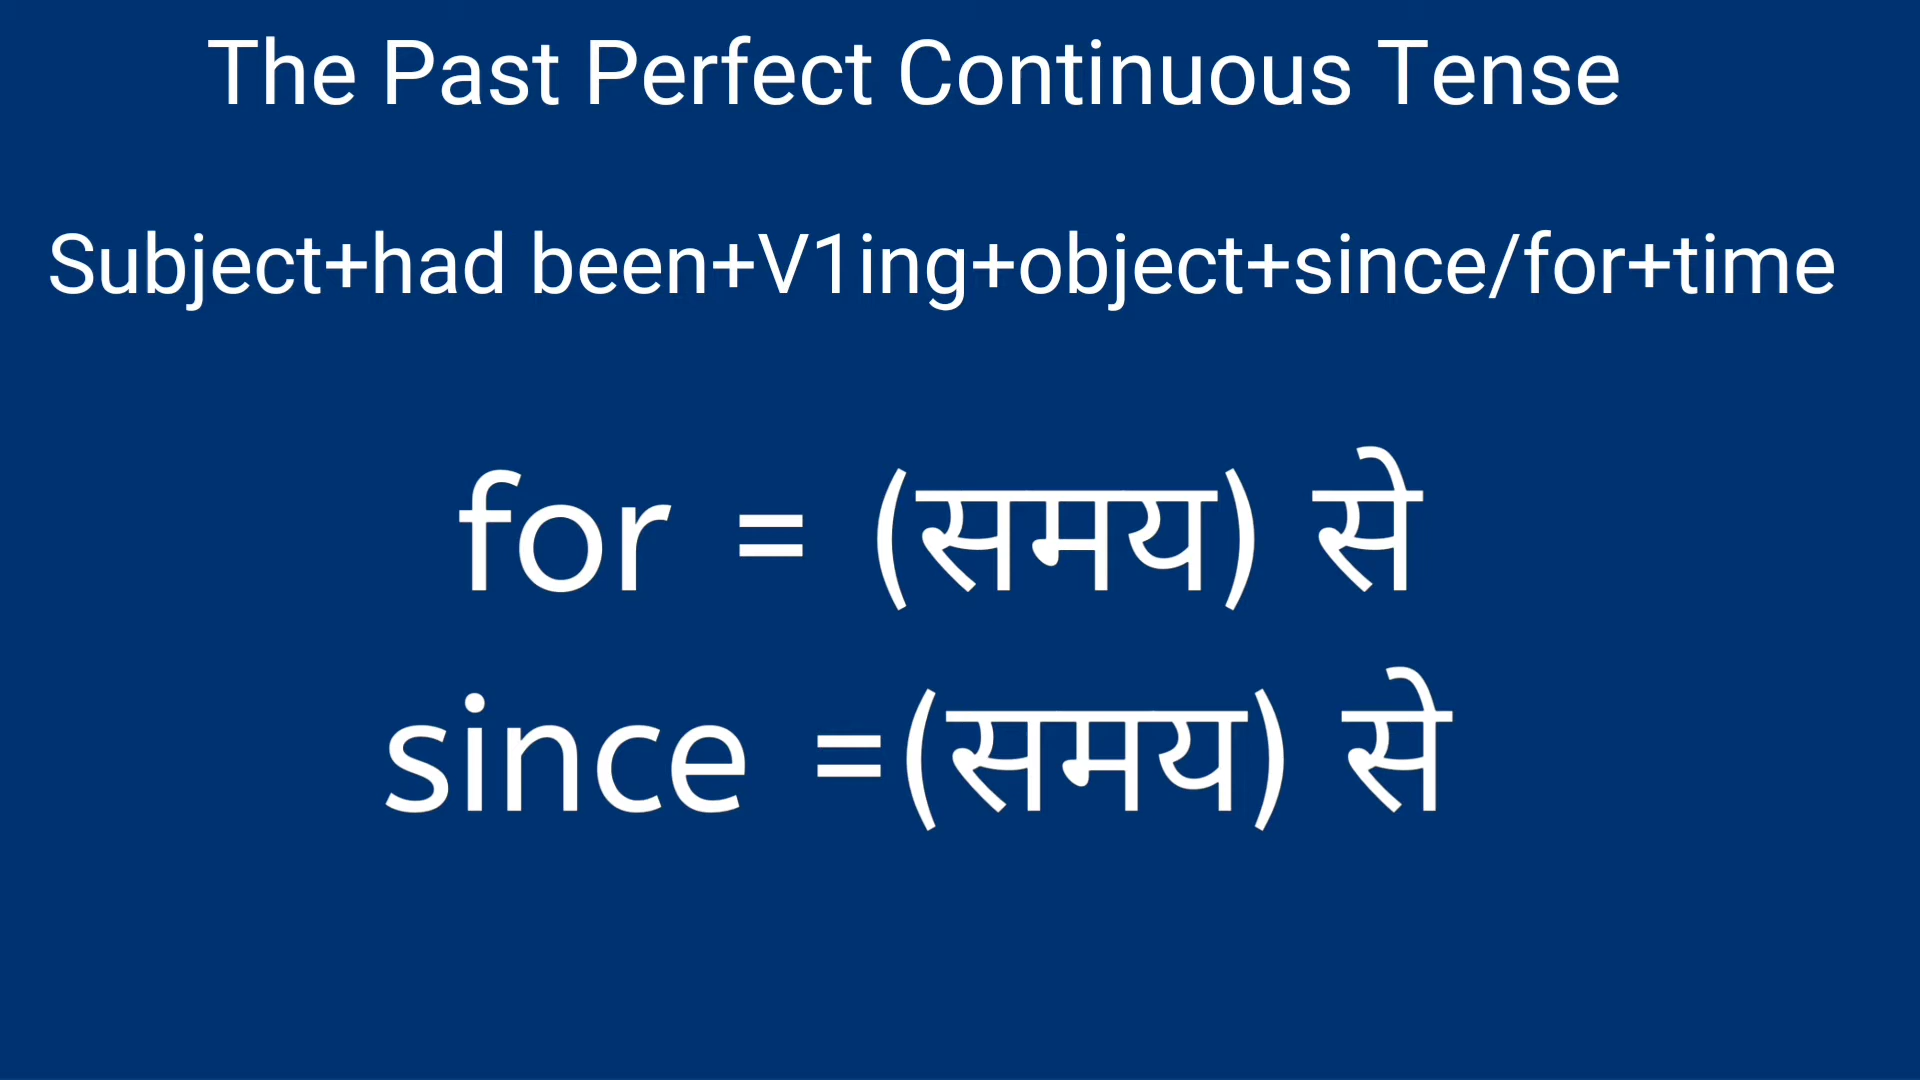 The Past Perfect Continuous Tense
Subject+had been+V1ing+object+since/for+time
for = (समय) से
since =(समय) से